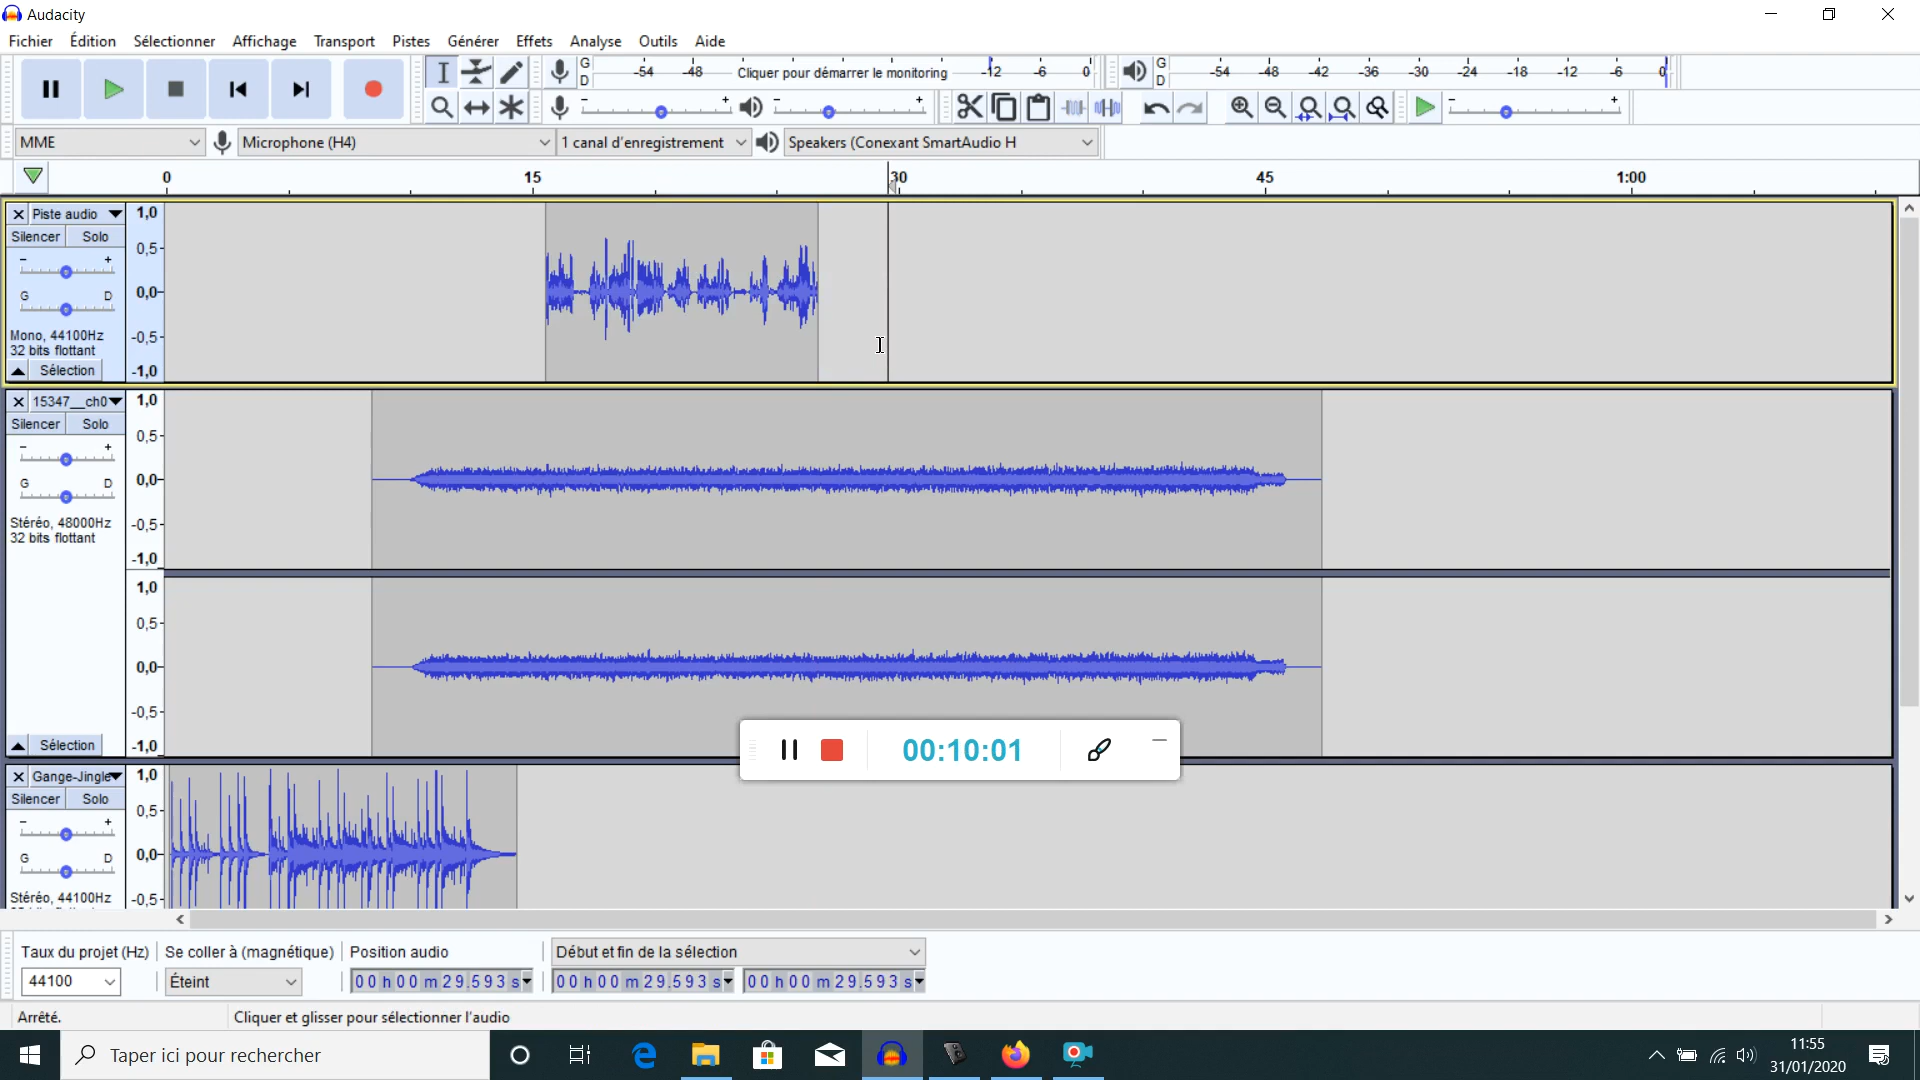 Audacity
Fichier Édition Sélectionner Affichage Transport Pistes Générer Effets Analyse Outils Aide
G D -54 -48 Cliquer pour démarrer le monitoring -12 -6 0 G D -54 -48 -42 -36 -30 -24 -18 -12 -6 0
- + - + - +
MME Microphone (H4) 1 canal d'enregistrement Speakers (Conexant SmartAudio H
0 15 30 45 1:00
Piste audio 1,0
Silencer Solo
0,5
- +
G D 0,0
Mono, 44100Hz -0,5
32 bits flottant
Sélection -1,0
15347__ch0 1,0
Silencer Solo
0,5
- +
G D 0,0
Stéréo, 48000Hz -0,5
32 bits flottant
-1,0
1,0
0,5
0,0
-0,5
Sélection -1,0
00:10:01
Gange-Jingle 1,0
Silencer Solo
0,5
- +
G D 0,0
Stéréo, 44100Hz -0,5
Taux du projet (Hz) Se coller à (magnétique) Position audio Début et fin de la sélection
44100 Éteint 00 h 00 m 29.593 s 00 h 00 m 29.593 s 00 h 00 m 29.593 s
Arrêté. Cliquer et glisser pour sélectionner l'audio
Taper ici pour rechercher
11:55
31/01/2020